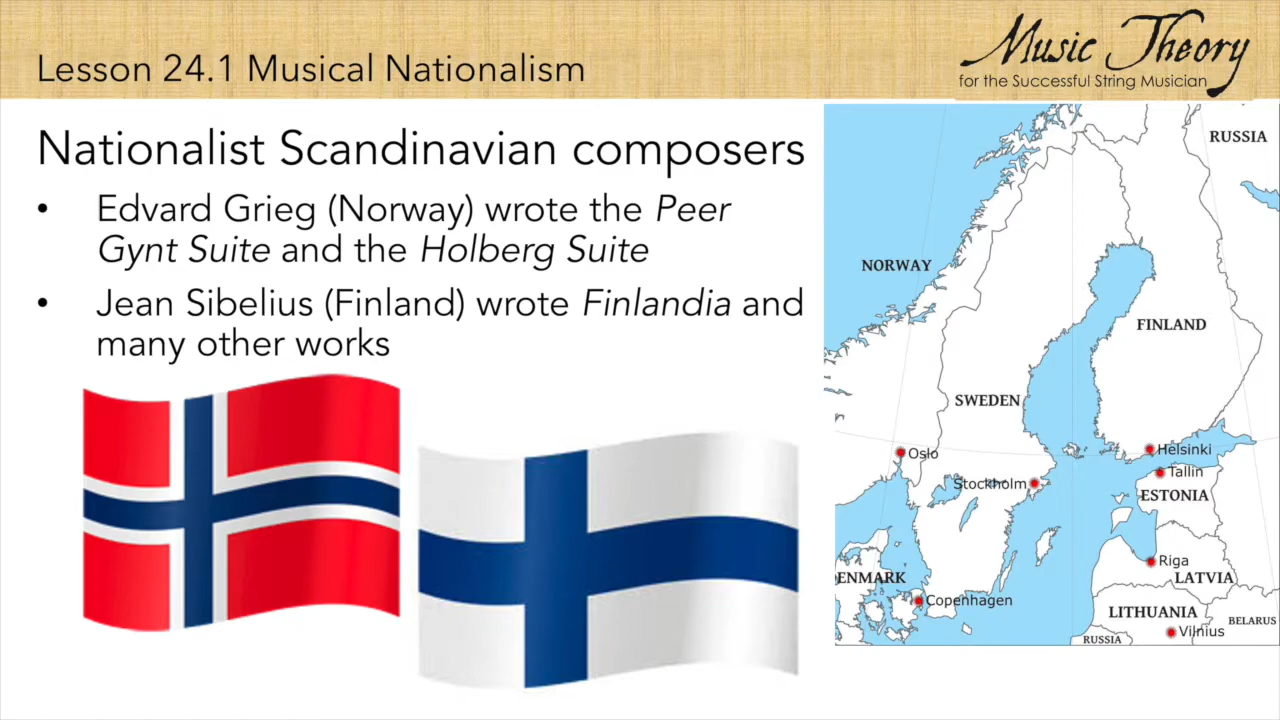 Lesson 24.1 Musical Nationalism
Music Theory
for the Successful String Musician
Nationalist Scandinavian composers
• Edvard Grieg (Norway) wrote the Peer
Gynt Suite and the Holberg Suite
• Jean Sibelius (Finland) wrote Finlandia and
many other works
RUSSIA
NORWAY
FINLAND
SWEDEN
Helsinki
Oslo
Tallin
Stockholm
ESTONIA
Riga
ENMARK
LATVIA
Copenhagen
LITHUANIA
BELARUS
Vilnius
RUSSIA